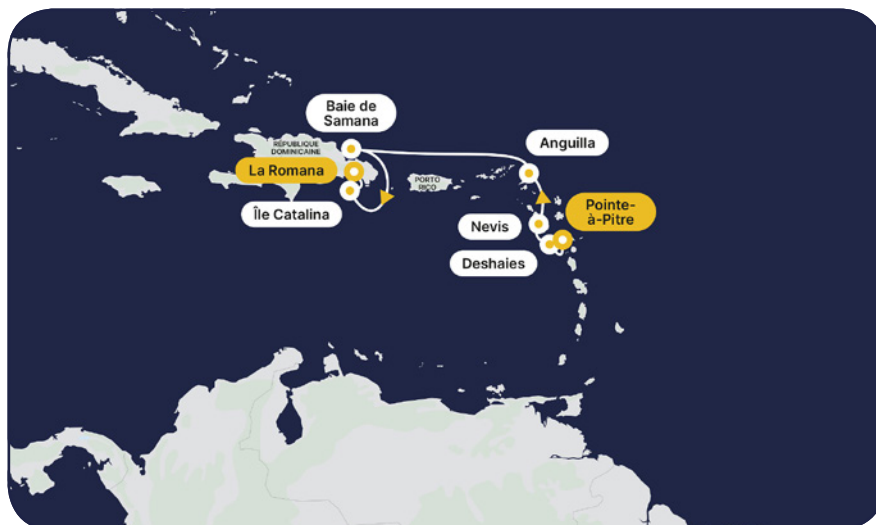 Baie de
Samana
RÉPUBLIQUE
DOMINICAINE
La Romana
Île Catalina
PORTO
RICO
Anguilla
Pointe-
à-Pitre
Nevis
Deshaies